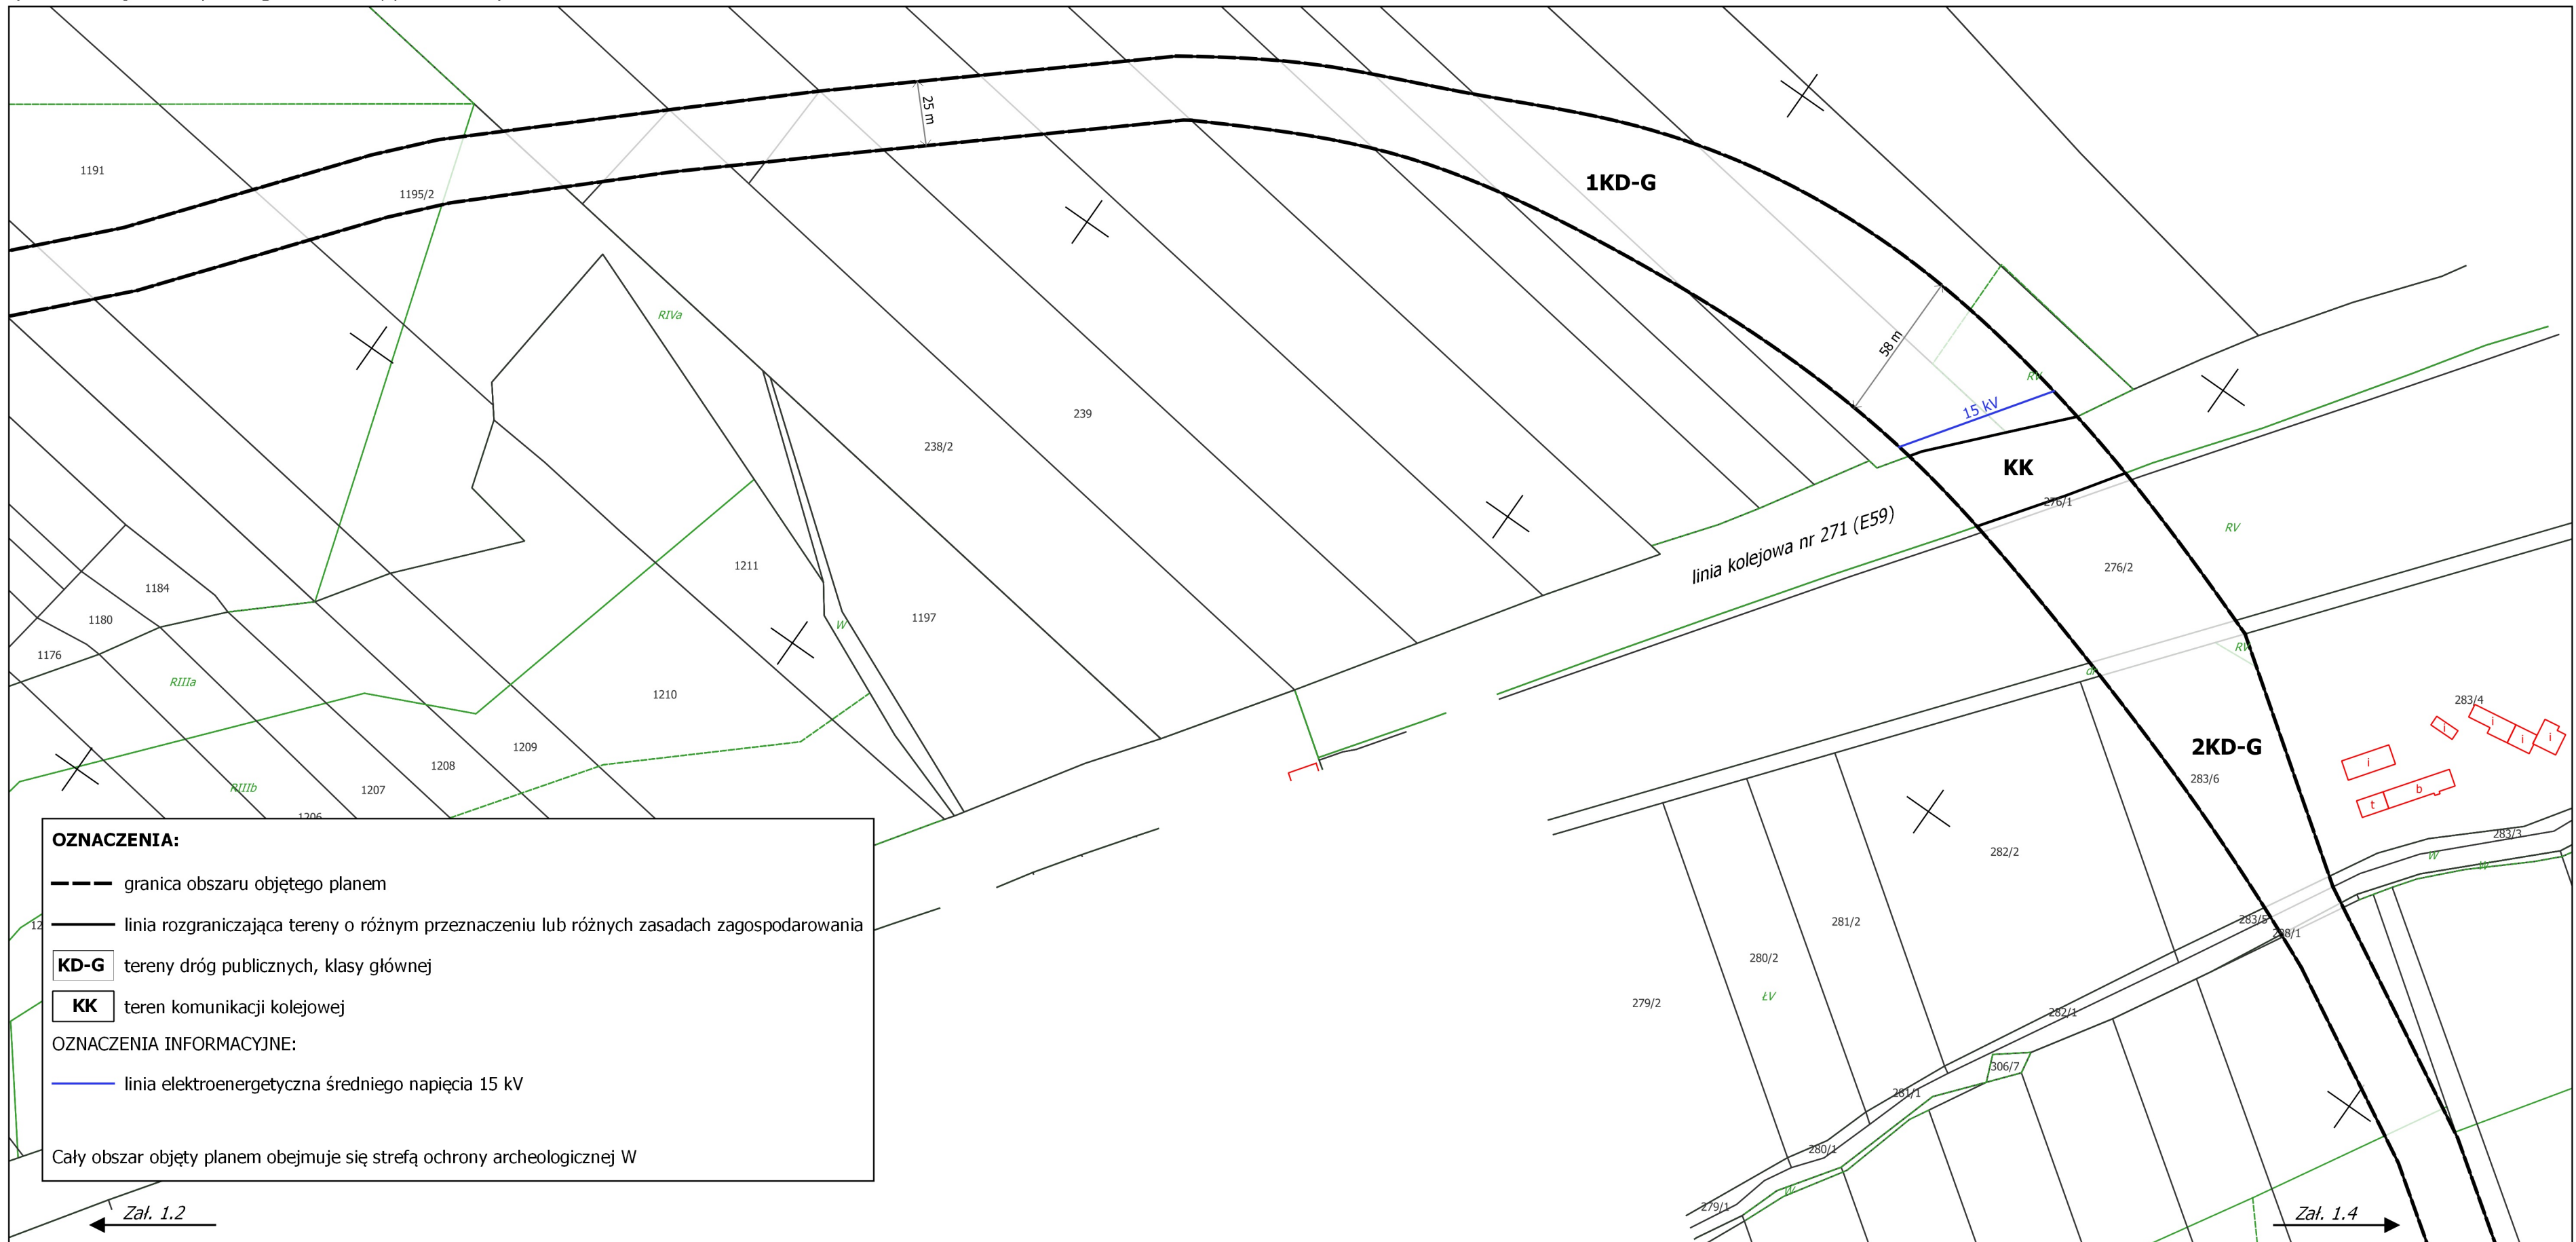 1191
1195/2
25 m
1KD-G
RIVa
58 m
RV
15 kV
KK
239
238/2
276/1
linia kolejowa nr 271 (E59)
RV
276/2
1211
1184
1180
1197
W
1176
RIIIa
RV
dr
1210
283/4
i
i
i
i
i
t
b
2KD-G
283/6
1209
1208
1207
RIIIb
1206
283/3
W
W
282/2
281/2
283/5
280/2
ŁV
279/2
282/1
306/7
281/1
280/1
W
279/1
OZNACZENIA:
granica obszaru objętego planem
linia rozgraniczająca tereny o różnym przeznaczeniu lub różnych zasadach zagospodarowania
KD-G tereny dróg publicznych, klasy głównej
KK teren komunikacji kolejowej
OZNACZENIA INFORMACYJNE:
linia elektroenergetyczna średniego napięcia 15 kV
Cały obszar objęty planem obejmuje się strefą ochrony archeologicznej W
Zał. 1.2
Zał. 1.4